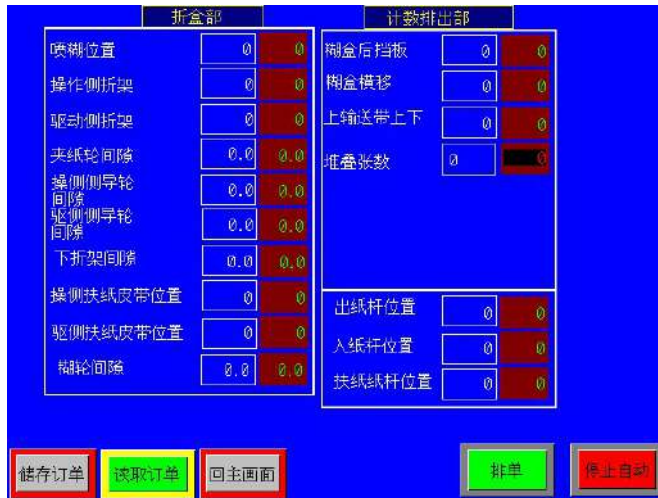 折盒部
喷糊位置 0 0
操作侧折架 0 0
驱动侧折架 0 0
夹纸轮间隙 0.0 0.0
操侧侧导轮
间隙 0.0 0.0
驱侧侧导轮
间隙 0.0 0.0
下折架间隙 0.0 0.0
操侧扶纸皮带位置 0 0
驱侧扶纸皮带位置 0 0
糊轮间隙 0.0 0.0
计数排出部
糊盒后挡板 0 0
糊盒横移 0 0
上输送带上下 0 0
堆叠张数 0 0
出纸杆位置 0 0
入纸杆位置 0 0
扶纸纸杆位置 0 0
储存订单 读取订单 回主画面 排单 停止自动